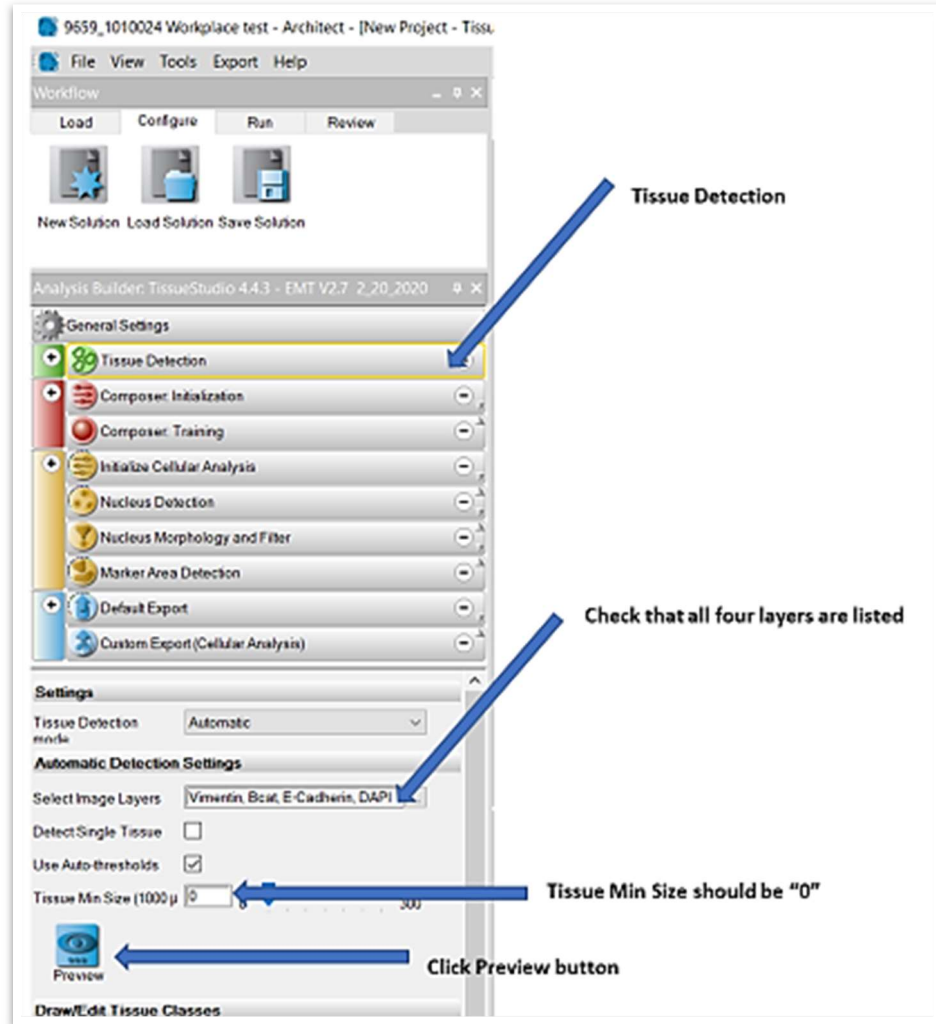 9659_1010024 Workplace test - Architect - [New Project - Tissu
File View Tools Export Help
Workflow
Load Configure Run Review
New Solution Load Solution Save Solution
Tissue Detection
Analysis Builder: TissueStudio 4.4.3 - EMT V2.7 2_20_2020
General Settings
Tissue Detection
Composer: Initialization
Composer: Training
Initialize Cellular Analysis
Nucleus Detection
Nucleus Morphology and Filter
Marker Area Detection
Default Export
Custom Export (Cellular Analysis)
Check that all four layers are listed
Settings
Tissue Detection mode Automatic
Automatic Detection Settings
Select Image Layers Vimentin, Bcat, E-Cadherin, DAPI
Detect Single Tissue
Use Auto-thresholds
Tissue Min Size (1000 µ 0 0 300
Tissue Min Size should be “0”
Preview
Click Preview button
Draw/Edit Tissue Classes